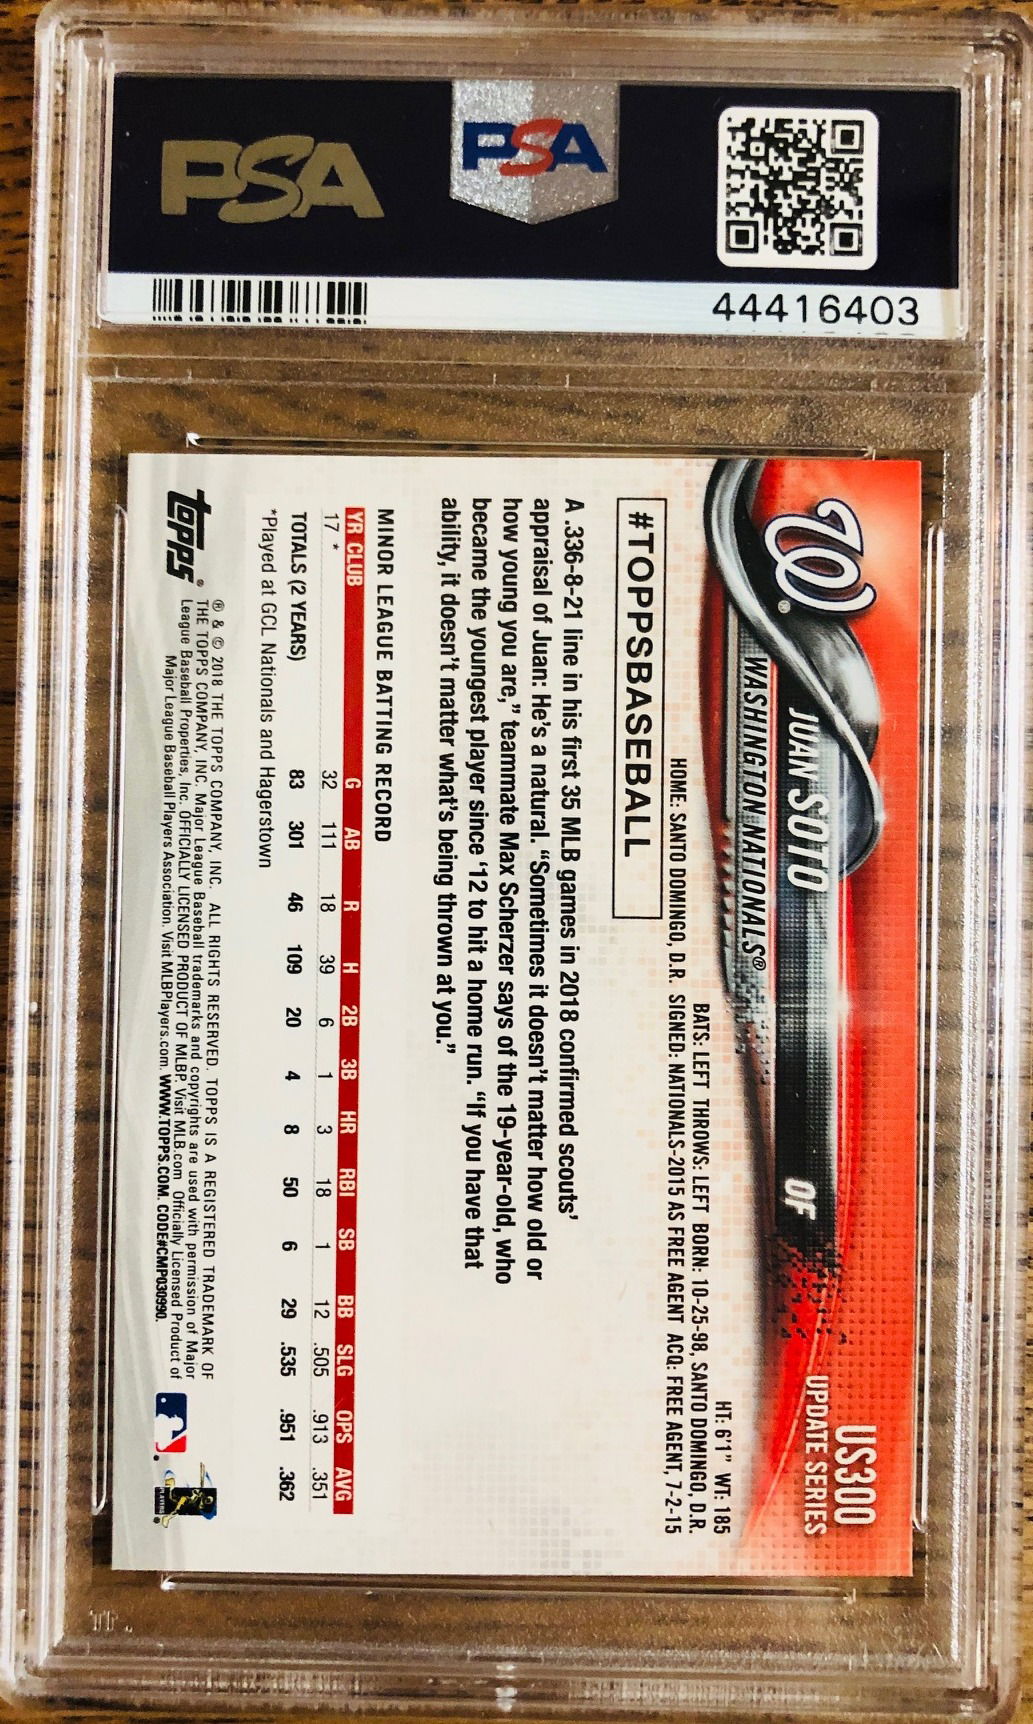 PSA
PSA
44416403
W®
JUAN SOTO OF
WASHINGTON NATIONALS®
US300
UPDATE SERIES
HT: 6'1" WT: 185
BATS: LEFT THROWS: LEFT BORN: 10-25-98, SANTO DOMINGO, D.R.
HOME: SANTO DOMINGO, D.R. SIGNED: NATIONALS-2015 AS FREE AGENT ACQ: FREE AGENT, 7-2-15
#TOPPSBASEBALL
A .336-8-21 line in his first 35 MLB games in 2018 confirmed scouts'
appraisal of Juan: He's a natural. “Sometimes it doesn't matter how old or
how young you are,” teammate Max Scherzer says of the 19-year-old, who
became the youngest player since '12 to hit a home run. “If you have that
ability, it doesn't matter what's being thrown at you.”
MINOR LEAGUE BATTING RECORD
YR CLUB G AB R H 2B 3B HR RBI SB BB SLG OPS AVG
17 * 32 111 18 39 6 1 3 18 1 12 .505 .913 .351
TOTALS (2 YEARS) 83 301 46 109 20 4 8 50 6 29 .535 .951 .362
*Played at GCL Nationals and Hagerstown
topps®
® & © 2018 THE TOPPS COMPANY, INC. ALL RIGHTS RESERVED. TOPPS IS A REGISTERED TRADEMARK OF
THE TOPPS COMPANY, INC. Major League Baseball trademarks and copyrights are used with permission of Major
League Baseball Properties, Inc. OFFICIALLY LICENSED PRODUCT OF MLBP. Visit MLB.com Officially Licensed Product of
Major League Baseball Players Association. Visit MLBPlayers.com. WWW.TOPPS.COM. CODE#CMP030990.
PLAYERS